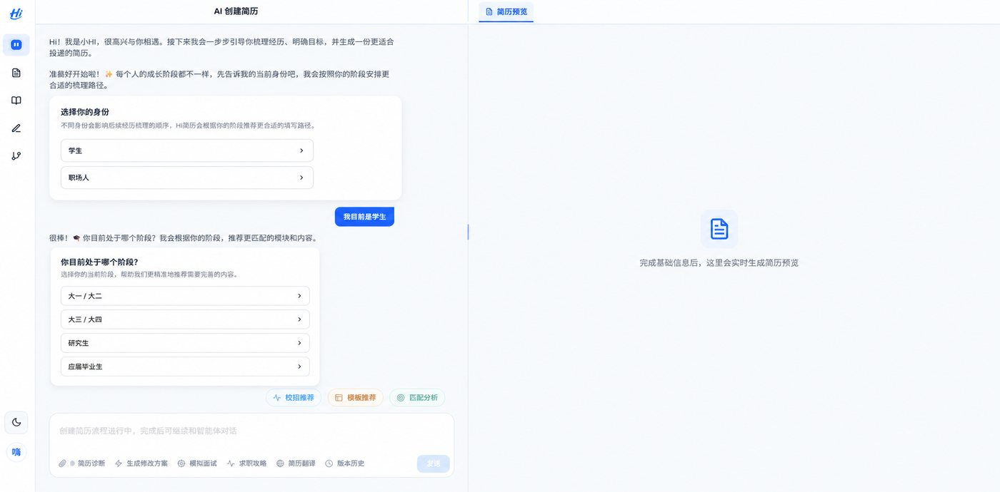 Hi
AI 创建简历
简历预览
Hi！我是小HI，很高兴与你相遇。按下来我会一步步引导你梳理经历、明确目标，并生成一份更适合
投递的简历。
准备好开始啦！✨ 每个人的成长阶段都不一样，先告诉我的当前身份吧，我会按照你的阶段安排更
合适的梳理路径。
选择你的身份
不同身份会影响后续经历梳理的顺序，HI简历会根据你的阶段推荐更合适的填写路径。
学生
职场人
我目前是学生
很棒！🎓 你目前处于哪个阶段？我会根据你的阶段，推荐更匹配的模块和内容。
你目前处于哪个阶段？
选择你的当前阶段，帮助我们更精准地推荐需要完善的内容。
大一 / 大二
大三 / 大四
研究生
应届毕业生
校招推荐
模板推荐
匹配分析
创建简历流程进行中，完成后可继续和智能体对话
简历诊断
生成修改方案
模拟面试
求职攻略
简历翻译
版本历史
发送
嗨
完成基础信息后，这里会实时生成简历预览